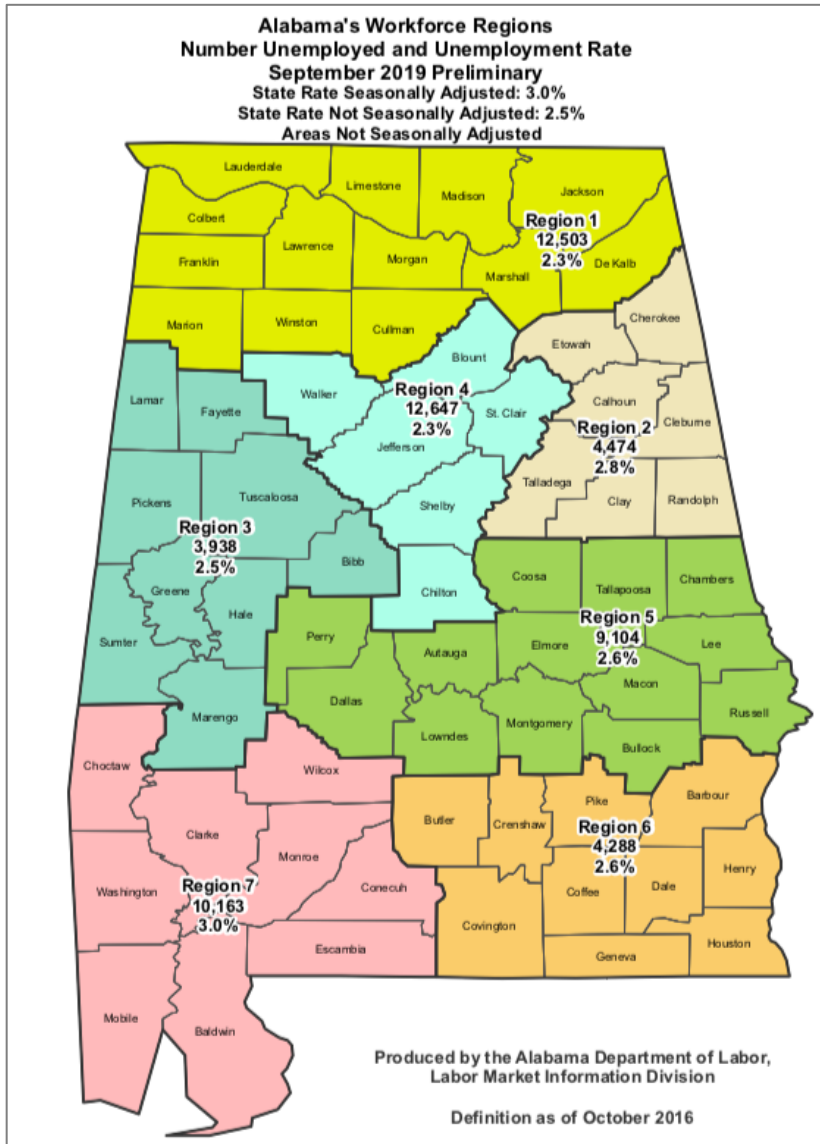 Alabama's Workforce Regions
Number Unemployed and Unemployment Rate
September 2019 Preliminary
State Rate Seasonally Adjusted: 3.0%
State Rate Not Seasonally Adjusted: 2.5%
Areas Not Seasonally Adjusted
Lauderdale
Limestone
Madison
Jackson
Colbert
Lawrence
Franklin
Morgan
Marshall
De Kalb
Region 1
12,503
2.3%
Marion
Winston
Cullman
Cherokee
Etowah
Blount
Walker
St. Clair
Jefferson
Region 4
12,647
2.3%
Shelby
Chilton
Calhoun
Cleburne
Region 2
4,474
2.8%
Talladega
Clay
Randolph
Lamar
Fayette
Pickens
Tuscaloosa
Region 3
3,938
2.5%
Bibb
Greene
Hale
Sumter
Marengo
Coosa
Tallapoosa
Chambers
Region 5
9,104
2.6%
Perry
Autauga
Elmore
Lee
Macon
Dallas
Lowndes
Montgomery
Russell
Bullock
Choctaw
Wilcox
Clarke
Monroe
Washington
Region 7
10,163
3.0%
Conecuh
Escambia
Mobile
Baldwin
Butler
Crenshaw
Pike
Barbour
Region 6
4,288
2.6%
Henry
Coffee
Dale
Covington
Geneva
Houston
Produced by the Alabama Department of Labor,
Labor Market Information Division
Definition as of October 2016